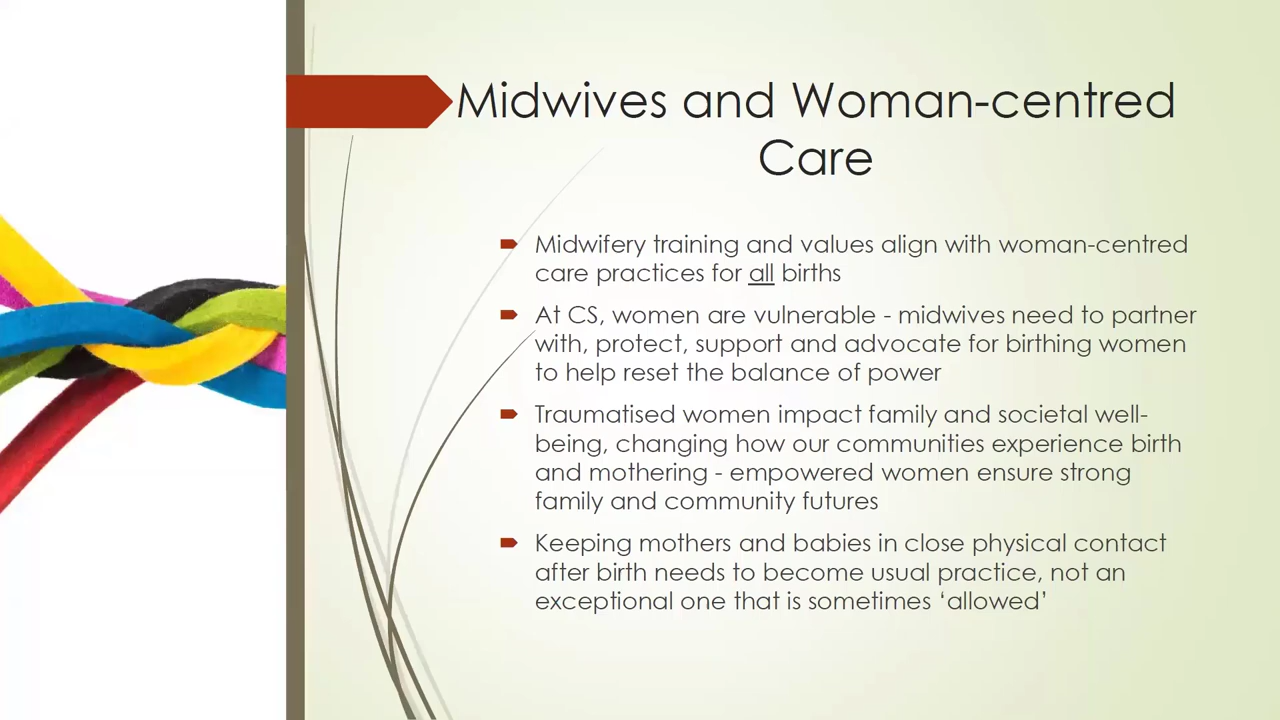 Midwives and Woman-centred
Care
Midwifery training and values align with woman-centred
care practices for all births
At CS, women are vulnerable - midwives need to partner
with, protect, support and advocate for birthing women
to help reset the balance of power
Traumatised women impact family and societal well-
being, changing how our communities experience birth
and mothering - empowered women ensure strong
family and community futures
Keeping mothers and babies in close physical contact
after birth needs to become usual practice, not an
exceptional one that is sometimes ‘allowed’